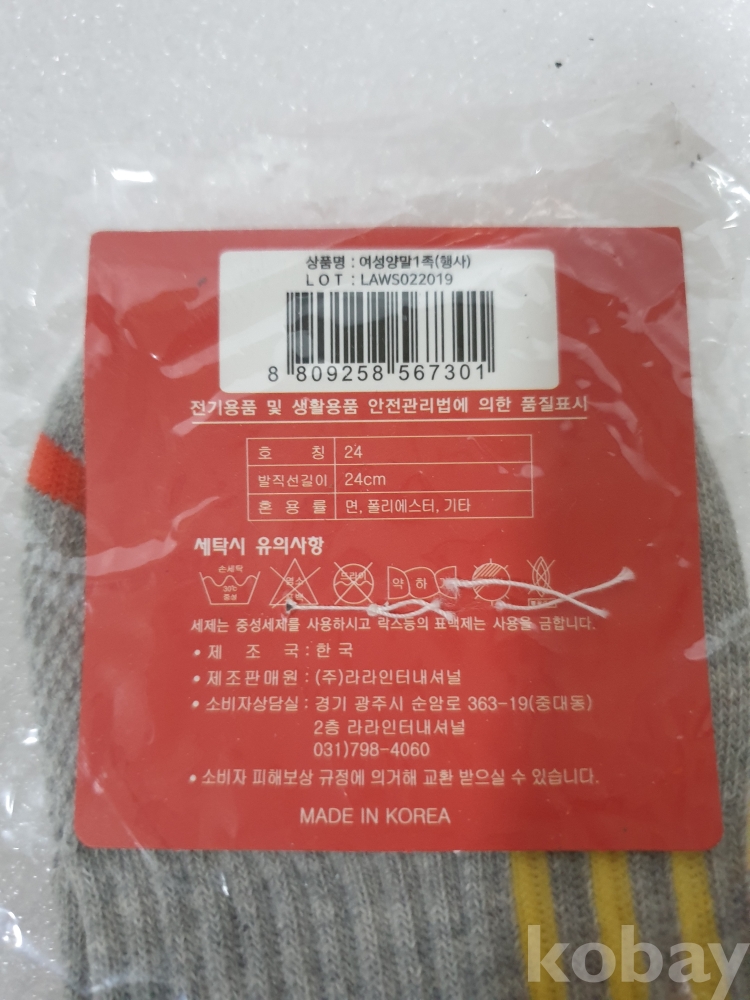 상품명 : 여성양말1족(행사)
LOT : LAWS022019
8 809258 567301
전기용품 및 생활용품 안전관리법에 의한 품질표시
호 칭 24
발직선길이 24cm
혼 용 률 면, 폴리에스터, 기타
세탁시 유의사항
손세탁
30℃
중성
드라이
약 하 게
세제는 중성세제를 사용하시고 락스등의 표백제는 사용을 금합니다.
• 제 조 국 : 한 국
• 제조판매원 : (주)라라인터내셔널
• 소비자상담실 : 경기 광주시 순암로 363-19(중대동)
2층 라라인터내셔널
031)798-4060
• 소비자 피해보상 규정에 의거해 교환 받으실 수 있습니다.
MADE IN KOREA
kobay